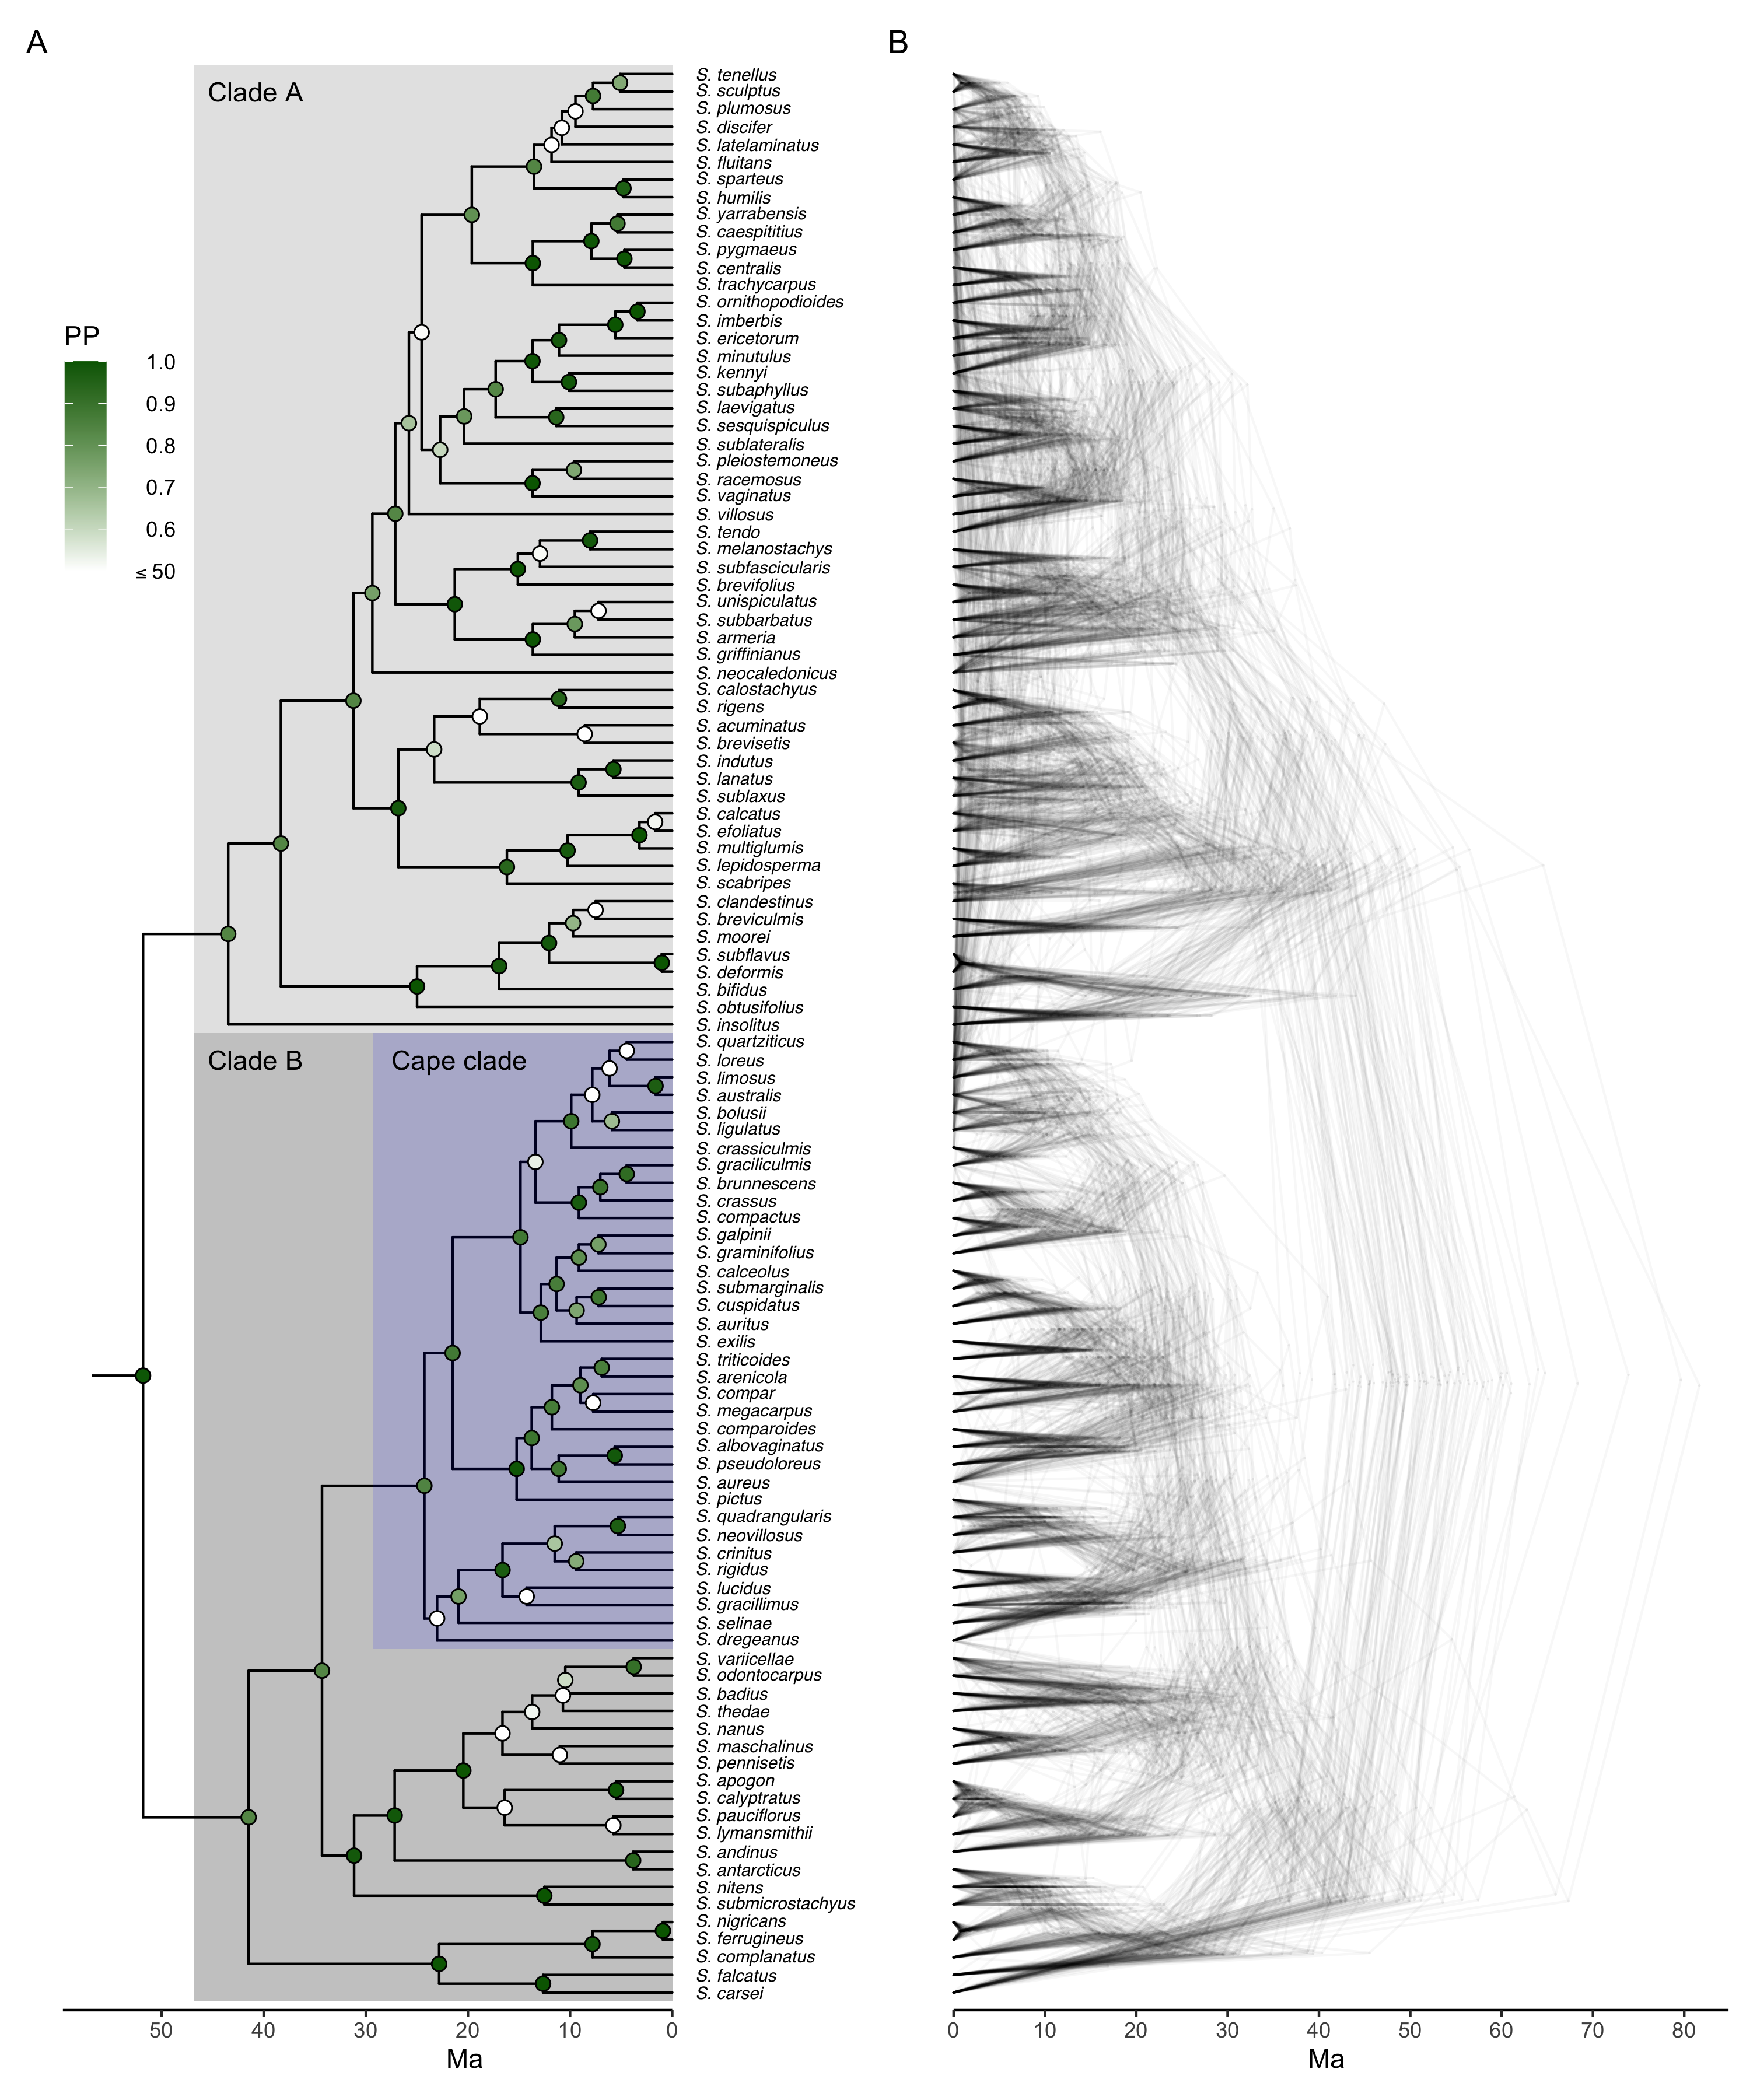 A
B
Clade A
S. tenellus
S. sculptus
S. plumosus
S. discifer
S. latelaminatus
S. fluitans
S. sparteus
S. humilis
S. yarrabensis
S. caespititius
S. pygmaeus
S. centralis
S. trachycarpus
S. ornithopodioides
S. imberbis
S. ericetorum
S. minutulus
S. kennyi
S. subaphyllus
S. laevigatus
S. sesquispiculus
S. sublateralis
S. pleiostemoneus
S. racemosus
S. vaginatus
S. villosus
S. tendo
S. melanostachys
S. subfascicularis
S. brevifolius
S. unispiculatus
S. subbarbatus
S. armeria
S. griffinianus
S. neocaledonicus
S. calostachyus
S. rigens
S. acuminatus
S. brevisetis
S. indutus
S. lanatus
S. sublaxus
S. calcatus
S. efoliatus
S. multiglumis
S. lepidosperma
S. scabripes
S. clandestinus
S. breviculmis
S. moorei
S. subflavus
S. deformis
S. bifidus
S. obtusifolius
S. insolitus
PP
1.0
0.9
0.8
0.7
0.6
≤ 50
Clade B
Cape clade
S. quartziticus
S. loreus
S. limosus
S. australis
S. bolusii
S. ligulatus
S. crassiculmis
S. graciliculmis
S. brunnescens
S. crassus
S. compactus
S. galpinii
S. graminifolius
S. calceolus
S. submarginalis
S. cuspidatus
S. auritus
S. exilis
S. triticoides
S. arenicola
S. compar
S. megacarpus
S. comparoides
S. albovaginatus
S. pseudoloreus
S. aureus
S. pictus
S. quadrangularis
S. neovillosus
S. crinitus
S. rigidus
S. lucidus
S. gracillimus
S. selinae
S. dregeanus
S. variicellae
S. odontocarpus
S. badius
S. thedae
S. nanus
S. maschalinus
S. pennisetis
S. apogon
S. calyptratus
S. pauciflorus
S. lymansmithii
S. andinus
S. antarcticus
S. nitens
S. submicrostachyus
S. nigricans
S. ferrugineus
S. complanatus
S. falcatus
S. carsei
50 40 30 20 10 0
Ma
0 10 20 30 40 50 60 70 80
Ma